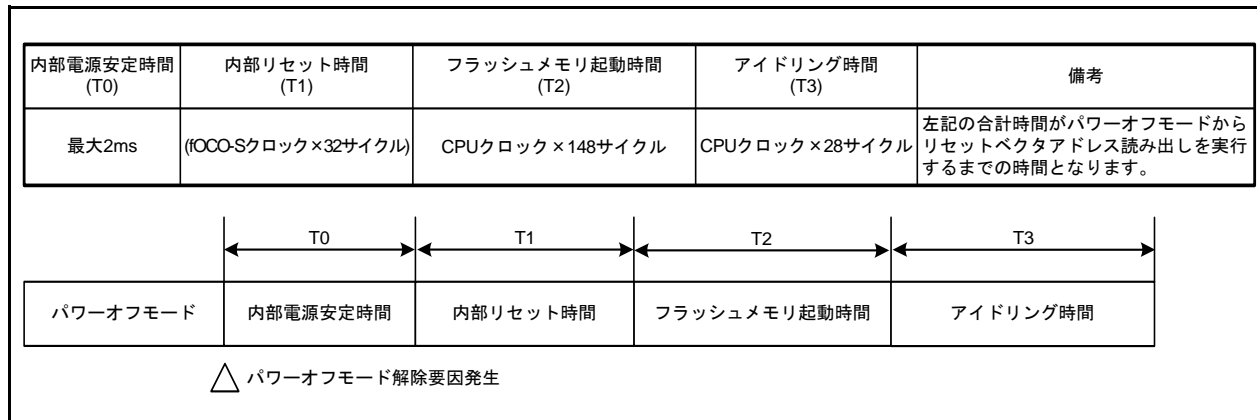 内部電源安定時間
(T0)
内部リセット時間
(T1)
フラッシュメモリ起動時間
(T2)
アイドリング時間
(T3)
備考
最大2ms
(fOCO-Sクロック×32サイクル)
CPUクロック×148サイクル
CPUクロック×28サイクル
左記の合計時間がパワーオフモードから
リセットベクタアドレス読み出しを実行
するまでの時間となります。
T0
T1
T2
T3
パワーオフモード
内部電源安定時間
内部リセット時間
フラッシュメモリ起動時間
アイドリング時間
パワーオフモード解除要因発生